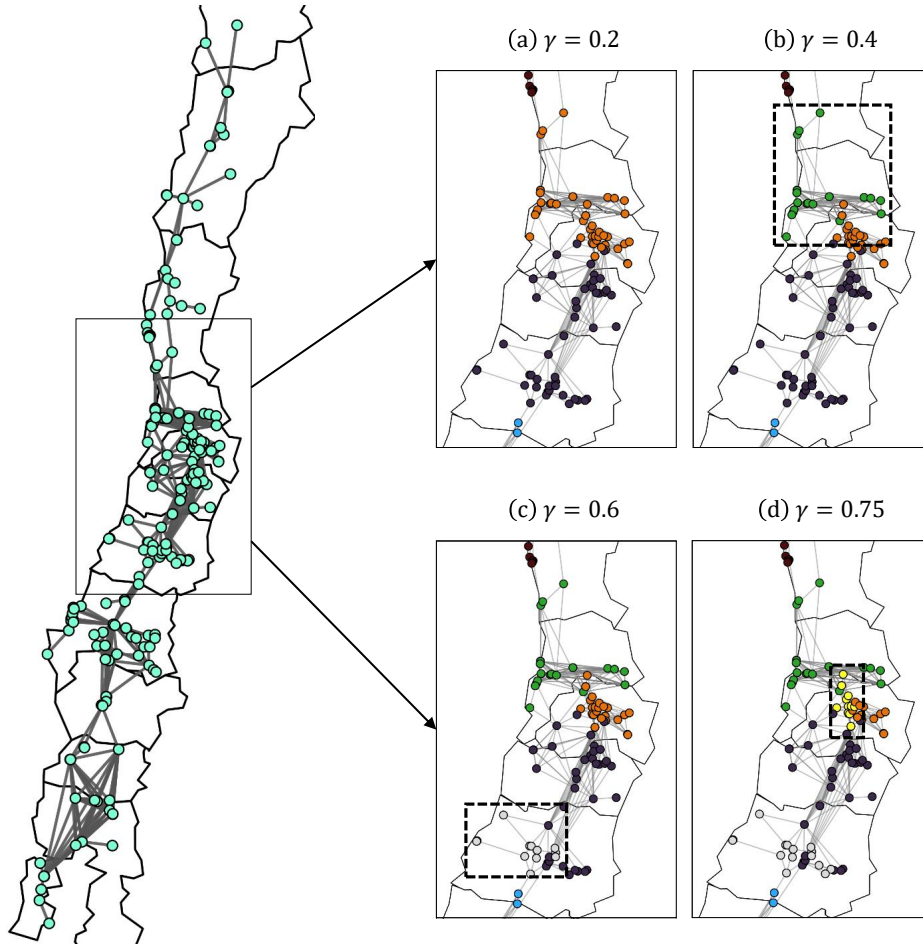 (a) γ = 0.2
(b) γ = 0.4
(c) γ = 0.6
(d) γ = 0.75